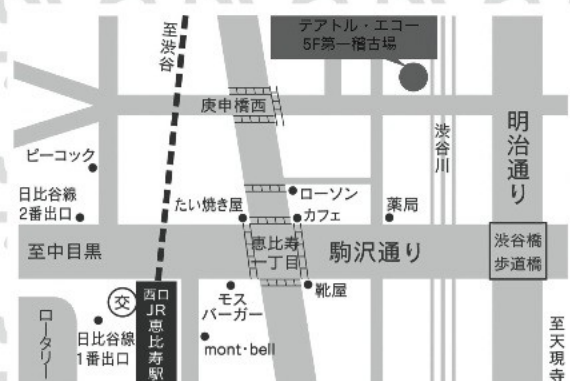 テアトル・エコー
5F第一稽古場
至渋谷
庚申橋西
明治通り
渋谷川
ピーコック
日比谷線
2番出口
たい焼き屋
ローソン
カフェ
薬局
至中目黒
恵比寿
一丁目
駒沢通り
渋谷橋
歩道橋
交
西口
JR恵比寿駅
モス
バーガー
靴屋
ロータリー
日比谷線
1番出口
mont・bell
至天現寺